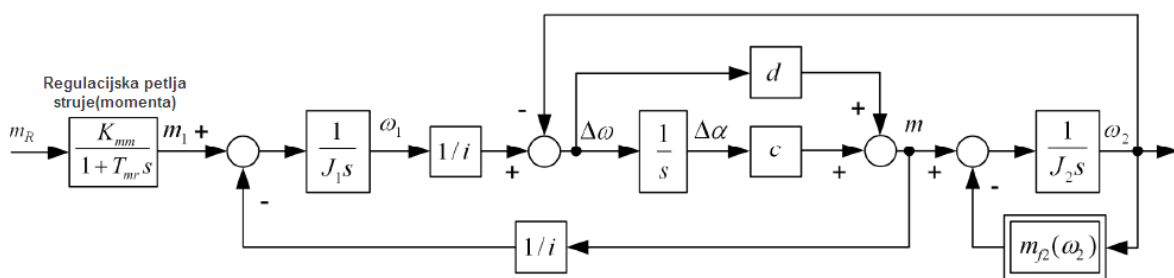 Regulacijska petlja
struje(momenta)
m_R
K_mm
1 + T_mr s
m_1 +
-
1
J_1 s
ω_1
1/i
+
-
Δω
1
s
Δα
d
c
+
+
m
+
-
1
J_2 s
ω_2
m_f2(ω_2)
1/i